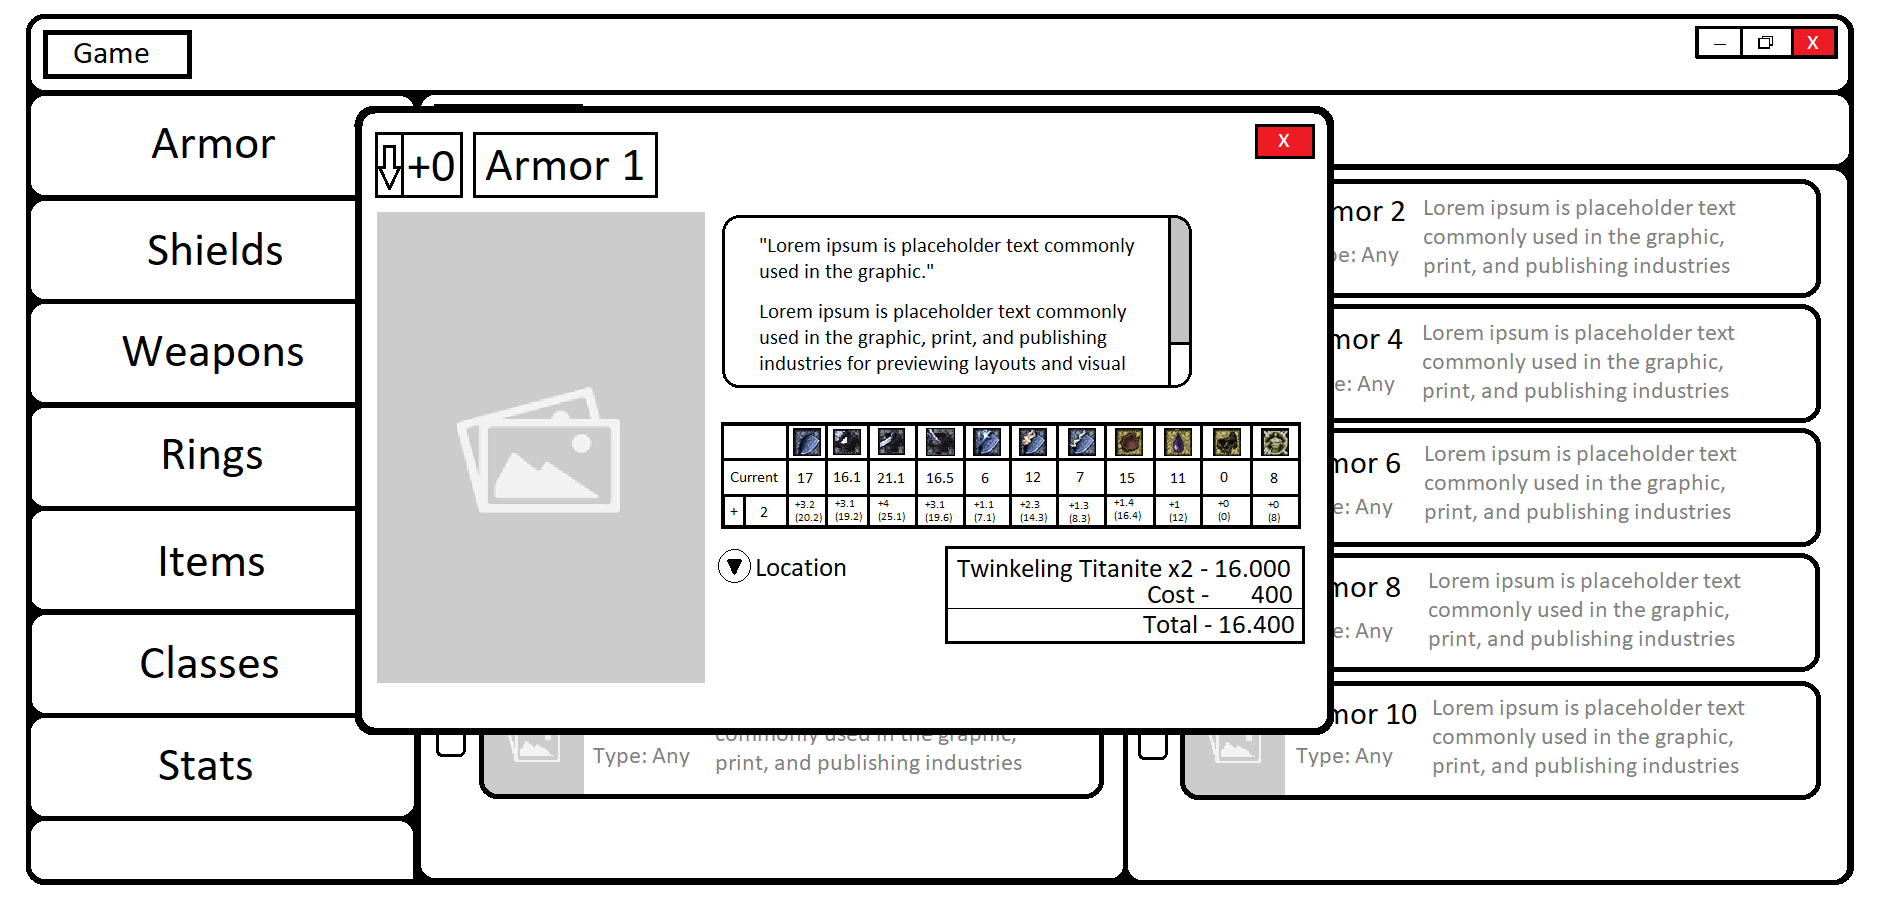 Game
X
Armor
Shields
Weapons
Rings
Items
Classes
Stats
+0
Armor 1
X
"Lorem ipsum is placeholder text commonly
used in the graphic."
Lorem ipsum is placeholder text commonly
used in the graphic, print, and publishing
industries for previewing layouts and visual
Current 17 16.1 21.1 16.5 6 12 7 15 11 0 8
+ 2 +3.2 +3.1 +4 +3.1 +1.1 +2.3 +1.3 +1.4 +1 +0 +0
(20.2) (19.2) (25.1) (19.6) (7.1) (14.3) (8.3) (16.4) (12) (0) (8)
Location
Twinkeling Titanite x2 - 16.000
Cost - 400
Total - 16.400
mor 2
e: Any
Lorem ipsum is placeholder text
commonly used in the graphic,
print, and publishing industries
mor 4
e: Any
Lorem ipsum is placeholder text
commonly used in the graphic,
print, and publishing industries
mor 6
e: Any
Lorem ipsum is placeholder text
commonly used in the graphic,
print, and publishing industries
mor 8
e: Any
Lorem ipsum is placeholder text
commonly used in the graphic,
print, and publishing industries
mor 10
Type: Any
Lorem ipsum is placeholder text
commonly used in the graphic,
print, and publishing industries
Type: Any
commonly used in the graphic,
print, and publishing industries